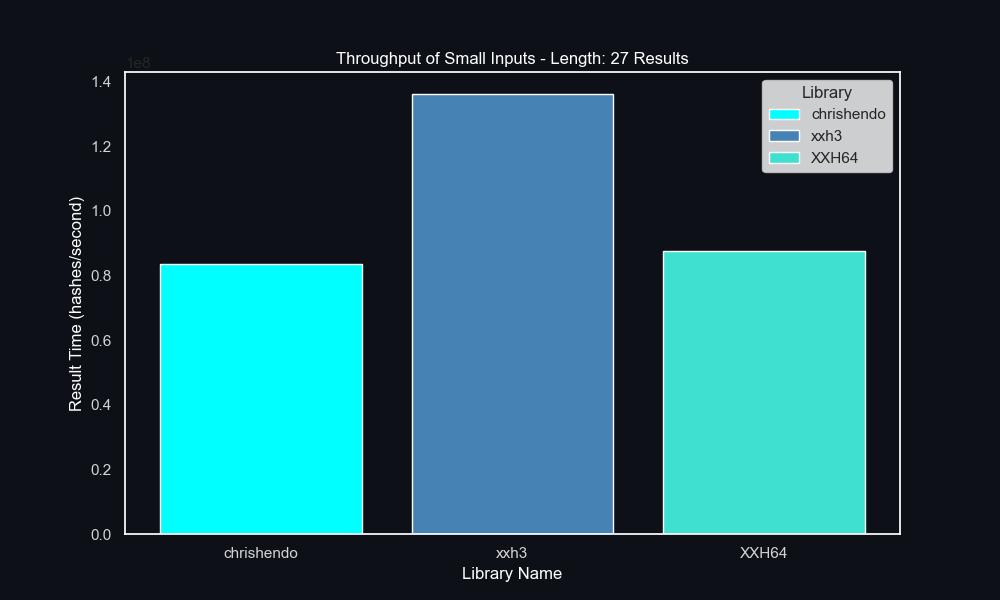 Throughput of Small Inputs - Length: 27 Results
1e8
1.4
1.2
1.0
0.8
0.6
0.4
0.2
0.0
Result Time (hashes/second)
Library
chrishendo
xxh3
XXH64
chrishendo
xxh3
XXH64
Library Name